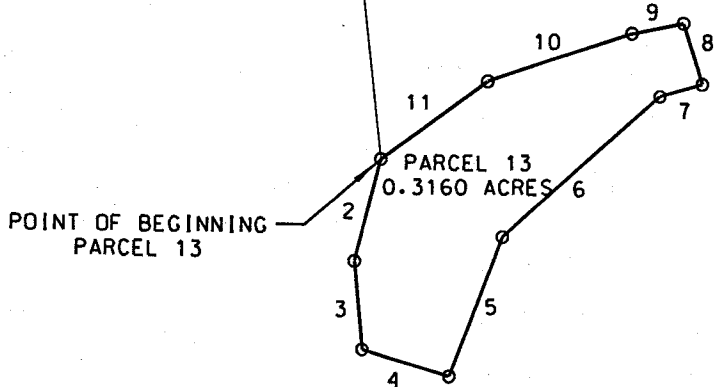 9
8
10
7
11
PARCEL 13
0.3160 ACRES
6
2
POINT OF BEGINNING
PARCEL 13
3
5
4